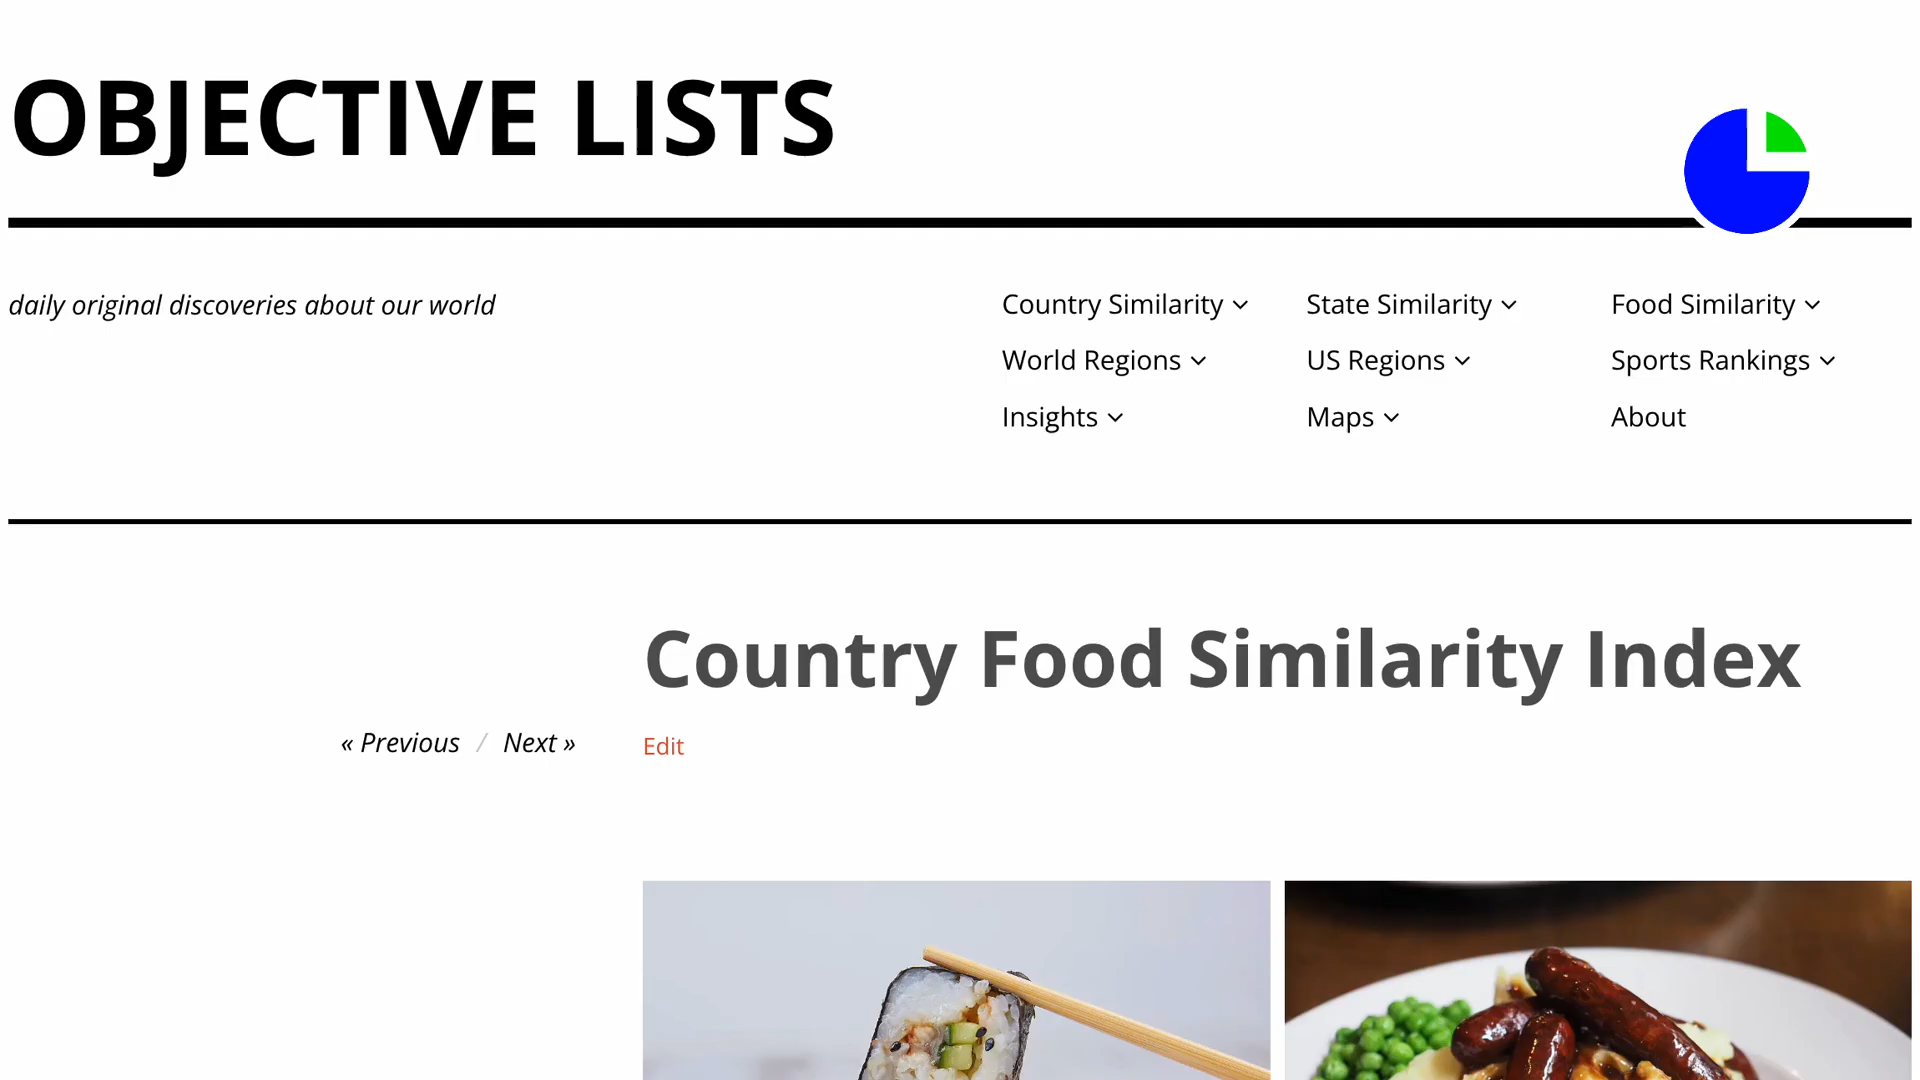 OBJECTIVE LISTS
daily original discoveries about our world
Country Similarity State Similarity Food Similarity
World Regions US Regions Sports Rankings
Insights Maps About
Country Food Similarity Index
« Previous / Next » Edit